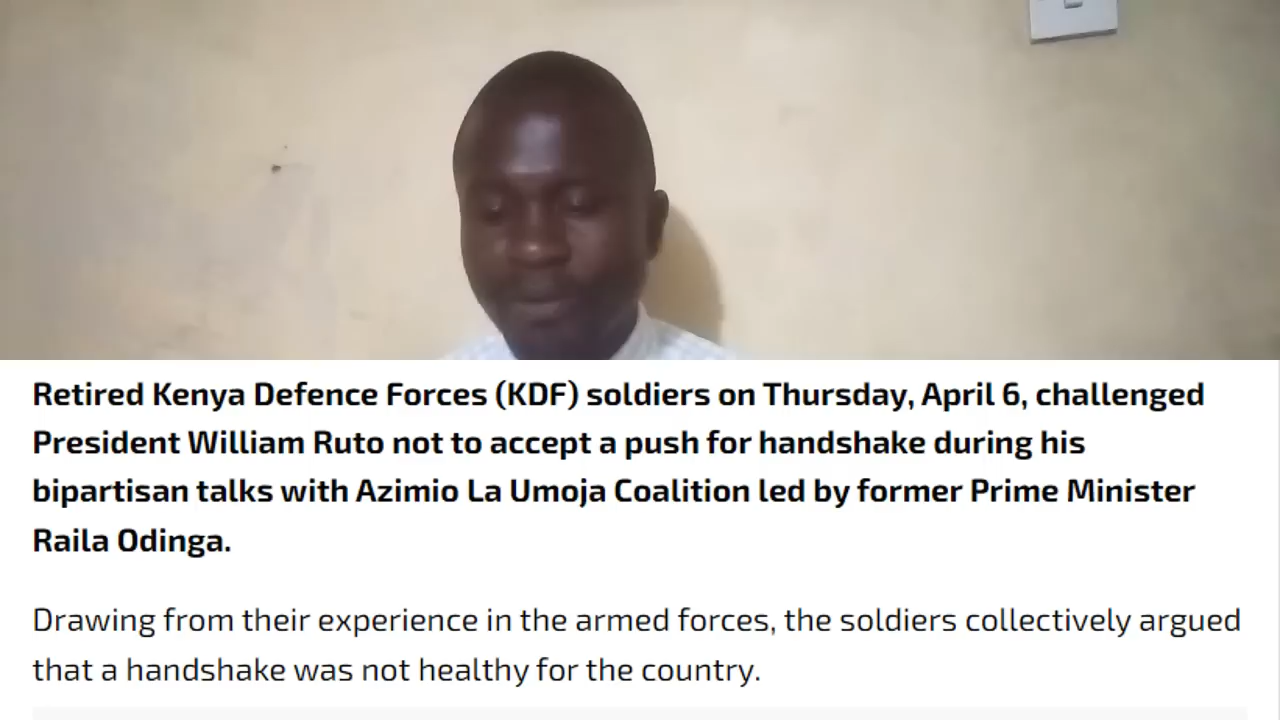 Retired Kenya Defence Forces (KDF) soldiers on Thursday, April 6, challenged
President William Ruto not to accept a push for handshake during his
bipartisan talks with Azimio La Umoja Coalition led by former Prime Minister
Raila Odinga.
Drawing from their experience in the armed forces, the soldiers collectively argued
that a handshake was not healthy for the country.